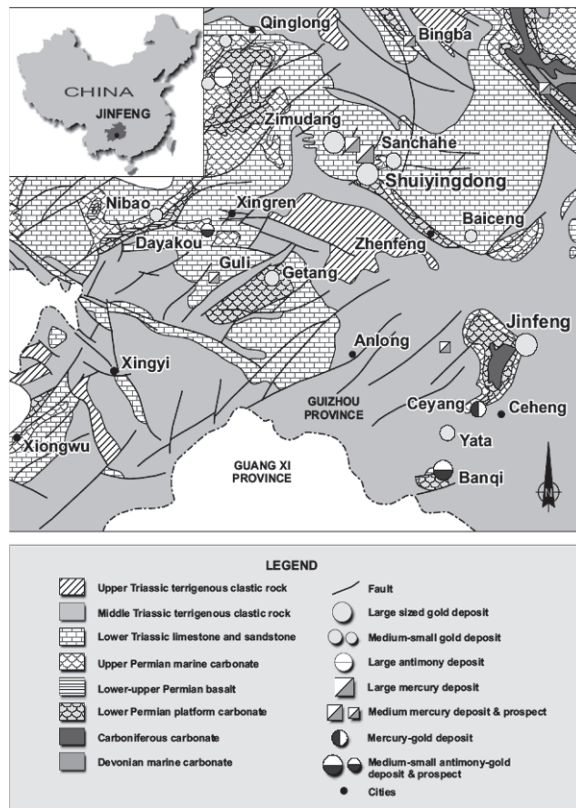 CHINA
JINFENG
Qinglong
Bingba
Zimudang
Sanchahe
Shuiyingdong
Nibao
Xingren
Baiceng
Dayakou
Zhenfeng
Guli
Getang
Jinfeng
Anlong
Xingyi
GUIZHOU
PROVINCE
Ceyang
Ceheng
Xiongwu
Yata
GUANG XI
PROVINCE
Banqi
N
LEGEND
Upper Triassic terrigenous clastic rock
Middle Triassic terrigenous clastic rock
Lower Triassic limestone and sandstone
Upper Permian marine carbonate
Lower-upper Permian basalt
Lower Permian platform carbonate
Carboniferous carbonate
Devonian marine carbonate
Fault
Large sized gold deposit
Medium-small gold deposit
Large antimony deposit
Large mercury deposit
Medium mercury deposit & prospect
Mercury-gold deposit
Medium-small antimony-gold
deposit & prospect
Cities